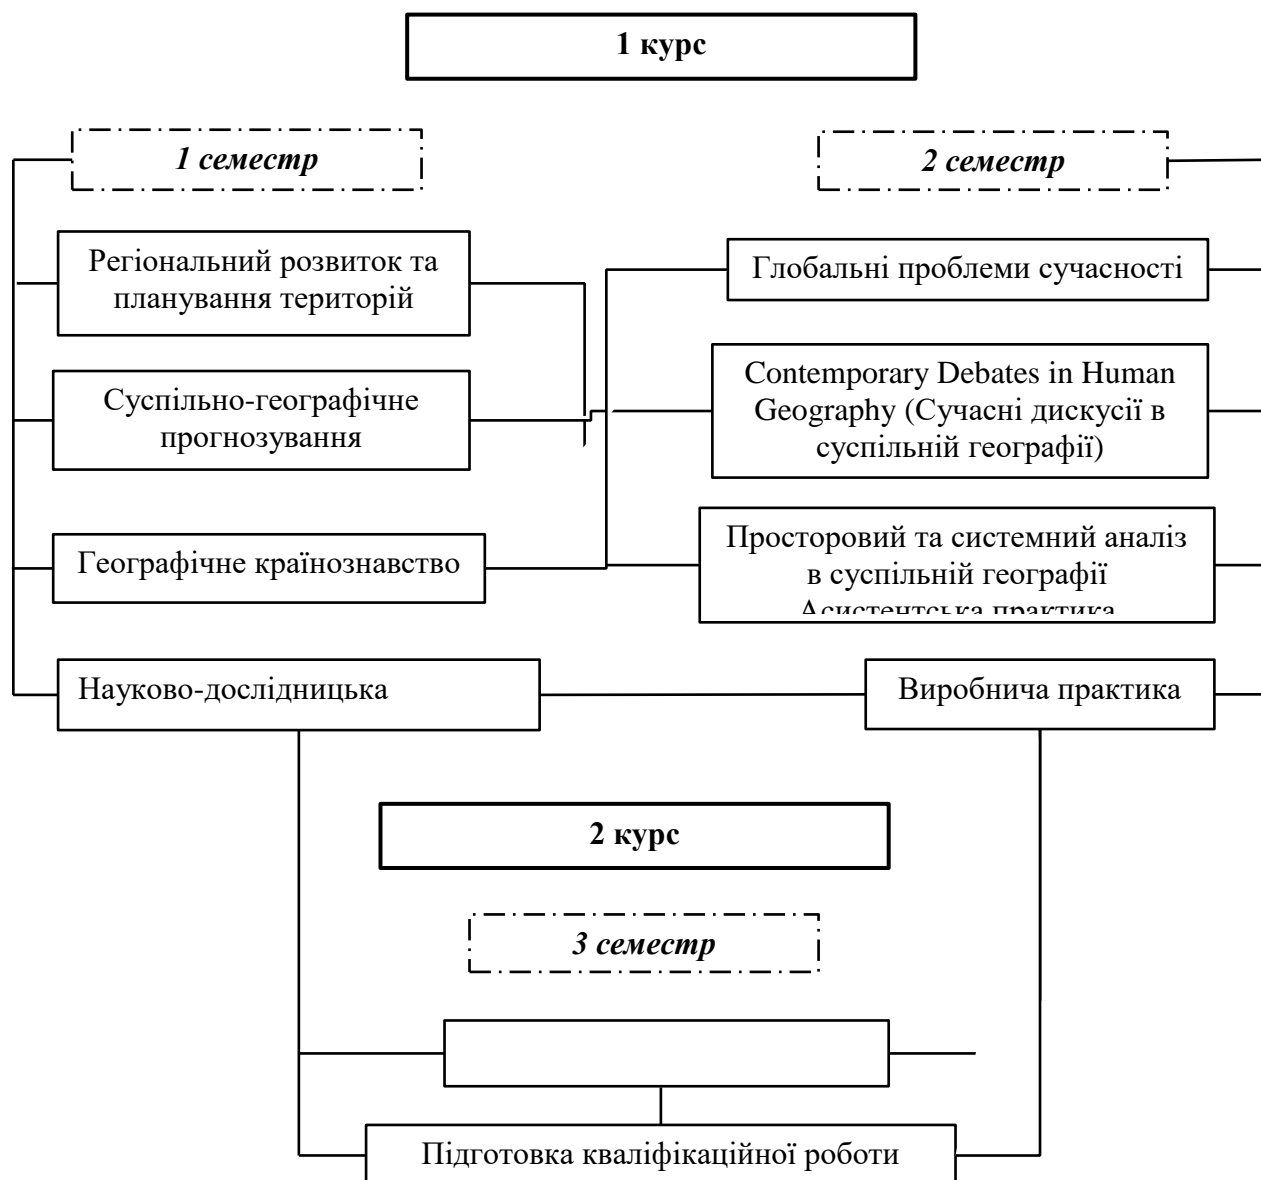 1 курс
1 семестр
2 семестр
Регіональний розвиток та
планування територій
Глобальні проблеми сучасності
Суспільно-географічне
прогнозування
Contemporary Debates in Human
Geography (Сучасні дискусії в
суспільній географії)
Географічне країнознавство
Просторовий та системний аналіз
в суспільній географії
Асистентська практика
Науково-дослідницька
Виробнича практика
2 курс
3 семестр
Підготовка кваліфікаційної роботи